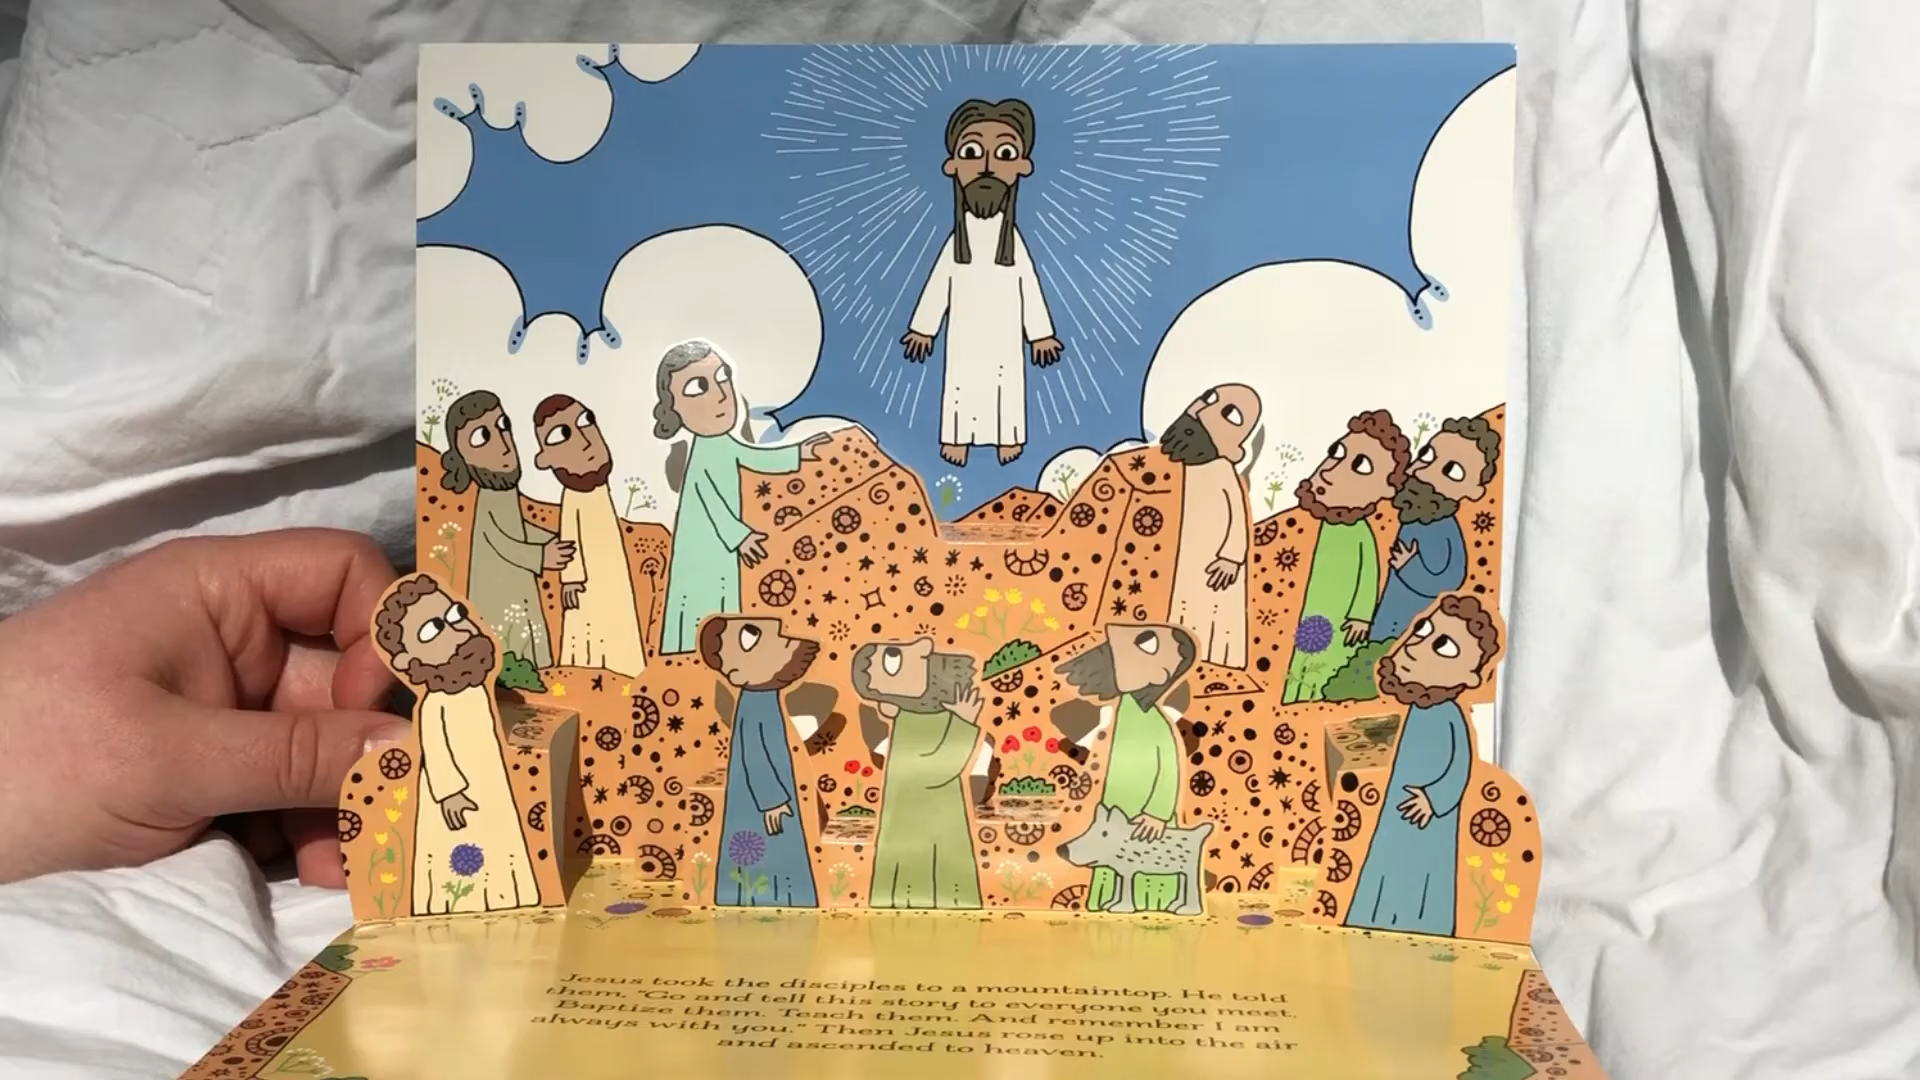 Jesus took the disciples to a mountaintop. He told
them, "Go and tell this story to everyone you meet.
Baptize them. Teach them. And remember I am
always with you." Then Jesus rose up into the air
and ascended to heaven.